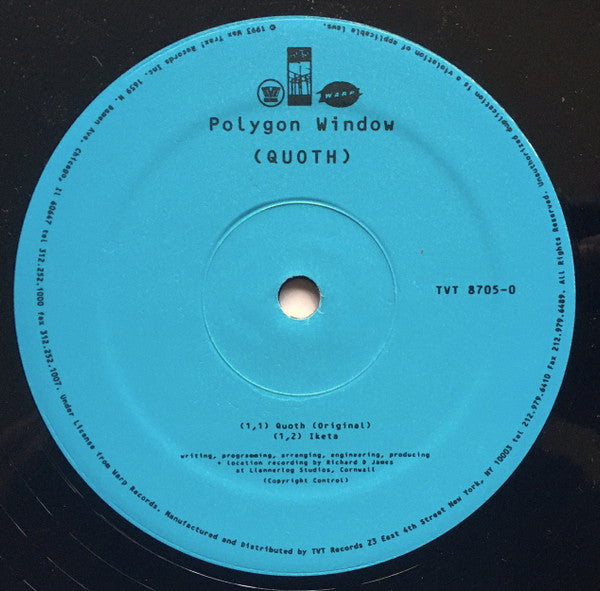 WARP
Polygon Window
(QUOTH)
TVT 8705-0
(1,1) Quoth (Original)
(1,2) Iketa
writing, programming, arranging, engineering, producing
+ location recording by Richard D James
at Llannerlog Studios, Cornwall
(Copyright Control)
© 1993 Wax Trax! Records Inc. 1659 N. Damen Ave. Chicago, Il 60647 tel 312.252.1000 fax 312.252.1007. Under License from Warp Records. Manufactured and Distributed by TVT Records 23 East 4th Street New York, NY 10003 tel 212.979.6410 Fax 212.979.6489. All Rights Reserved. Unauthorized duplication is a violation of applicable laws.